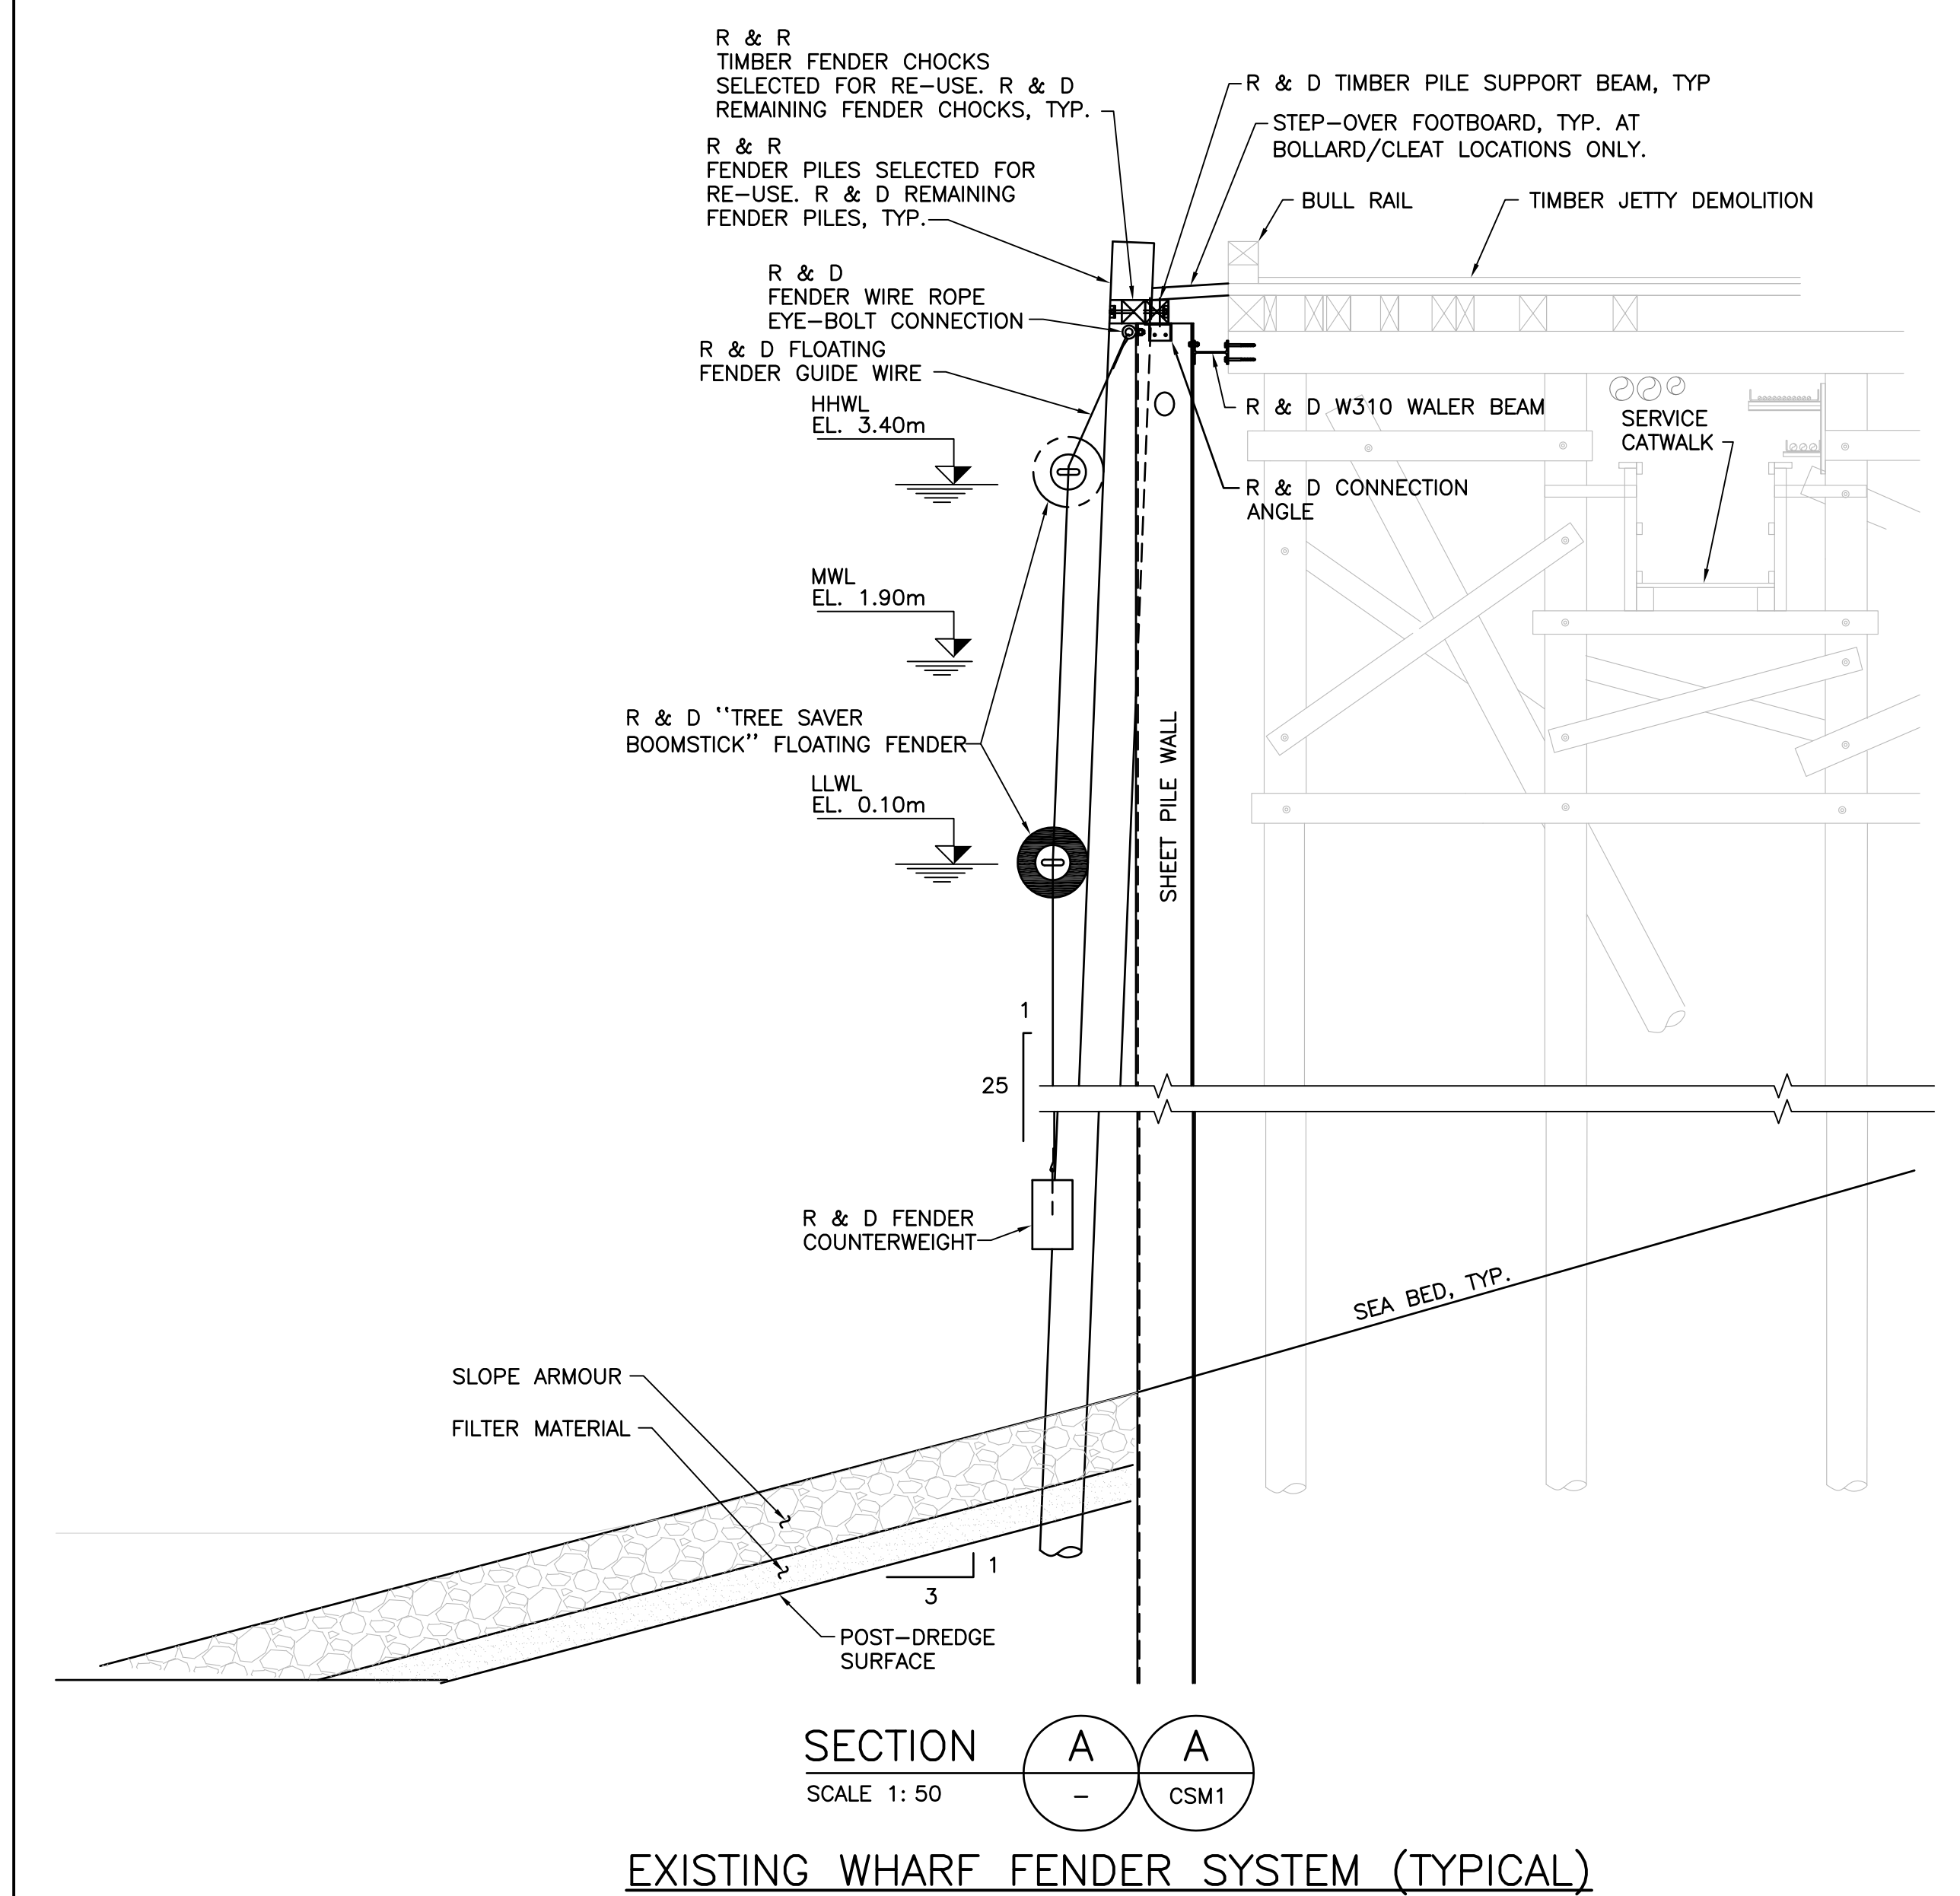 R & R
TIMBER FENDER CHOCKS
SELECTED FOR RE-USE. R & D
REMAINING FENDER CHOCKS, TYP.
R & R
FENDER PILES SELECTED FOR
RE-USE. R & D REMAINING
FENDER PILES, TYP.
R & D TIMBER PILE SUPPORT BEAM, TYP
STEP-OVER FOOTBOARD, TYP. AT
BOLLARD/CLEAT LOCATIONS ONLY.
BULL RAIL
TIMBER JETTY DEMOLITION
R & D
FENDER WIRE ROPE
EYE-BOLT CONNECTION
R & D FLOATING
FENDER GUIDE WIRE
HHWL
EL. 3.40m
R & D W310 WALER BEAM
SERVICE
CATWALK
R & D CONNECTION
ANGLE
MWL
EL. 1.90m
R & D "TREE SAVER
BOOMSTICK" FLOATING FENDER
LLWL
EL. 0.10m
SHEET PILE WALL
1
25
R & D FENDER
COUNTERWEIGHT
SEA BED, TYP.
SLOPE ARMOUR
FILTER MATERIAL
1
3
POST-DREDGE
SURFACE
SECTION
SCALE 1: 50
A
-
A
CSM1
EXISTING WHARF FENDER SYSTEM (TYPICAL)